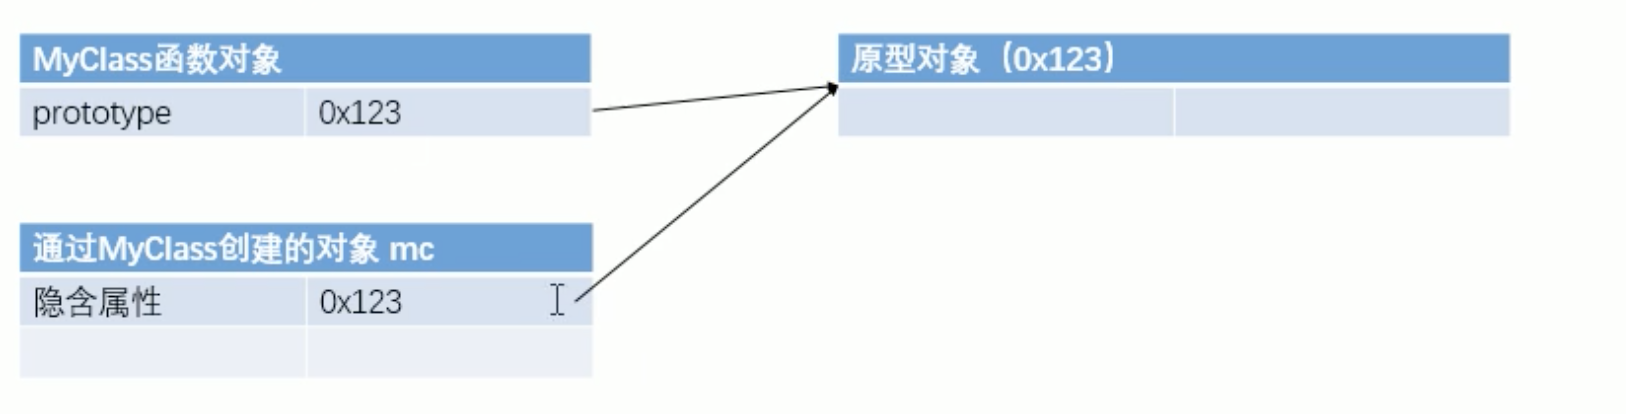 MyClass函数对象
prototype 0x123
原型对象（0x123）
通过MyClass创建的对象 mc
隐含属性 0x123